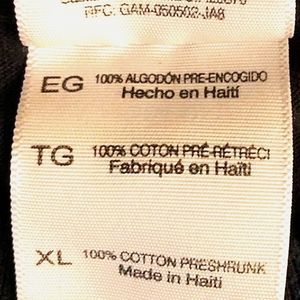 RFC: GAM-050502-JA8
EG 100% ALGODÓN PRE-ENCOGIDO
Hecho en Haití
TG 100% COTON PRÉ-RÉTRÉCI
Fabriqué en Haïti
XL 100% COTTON PRESHRUNK
Made in Haiti